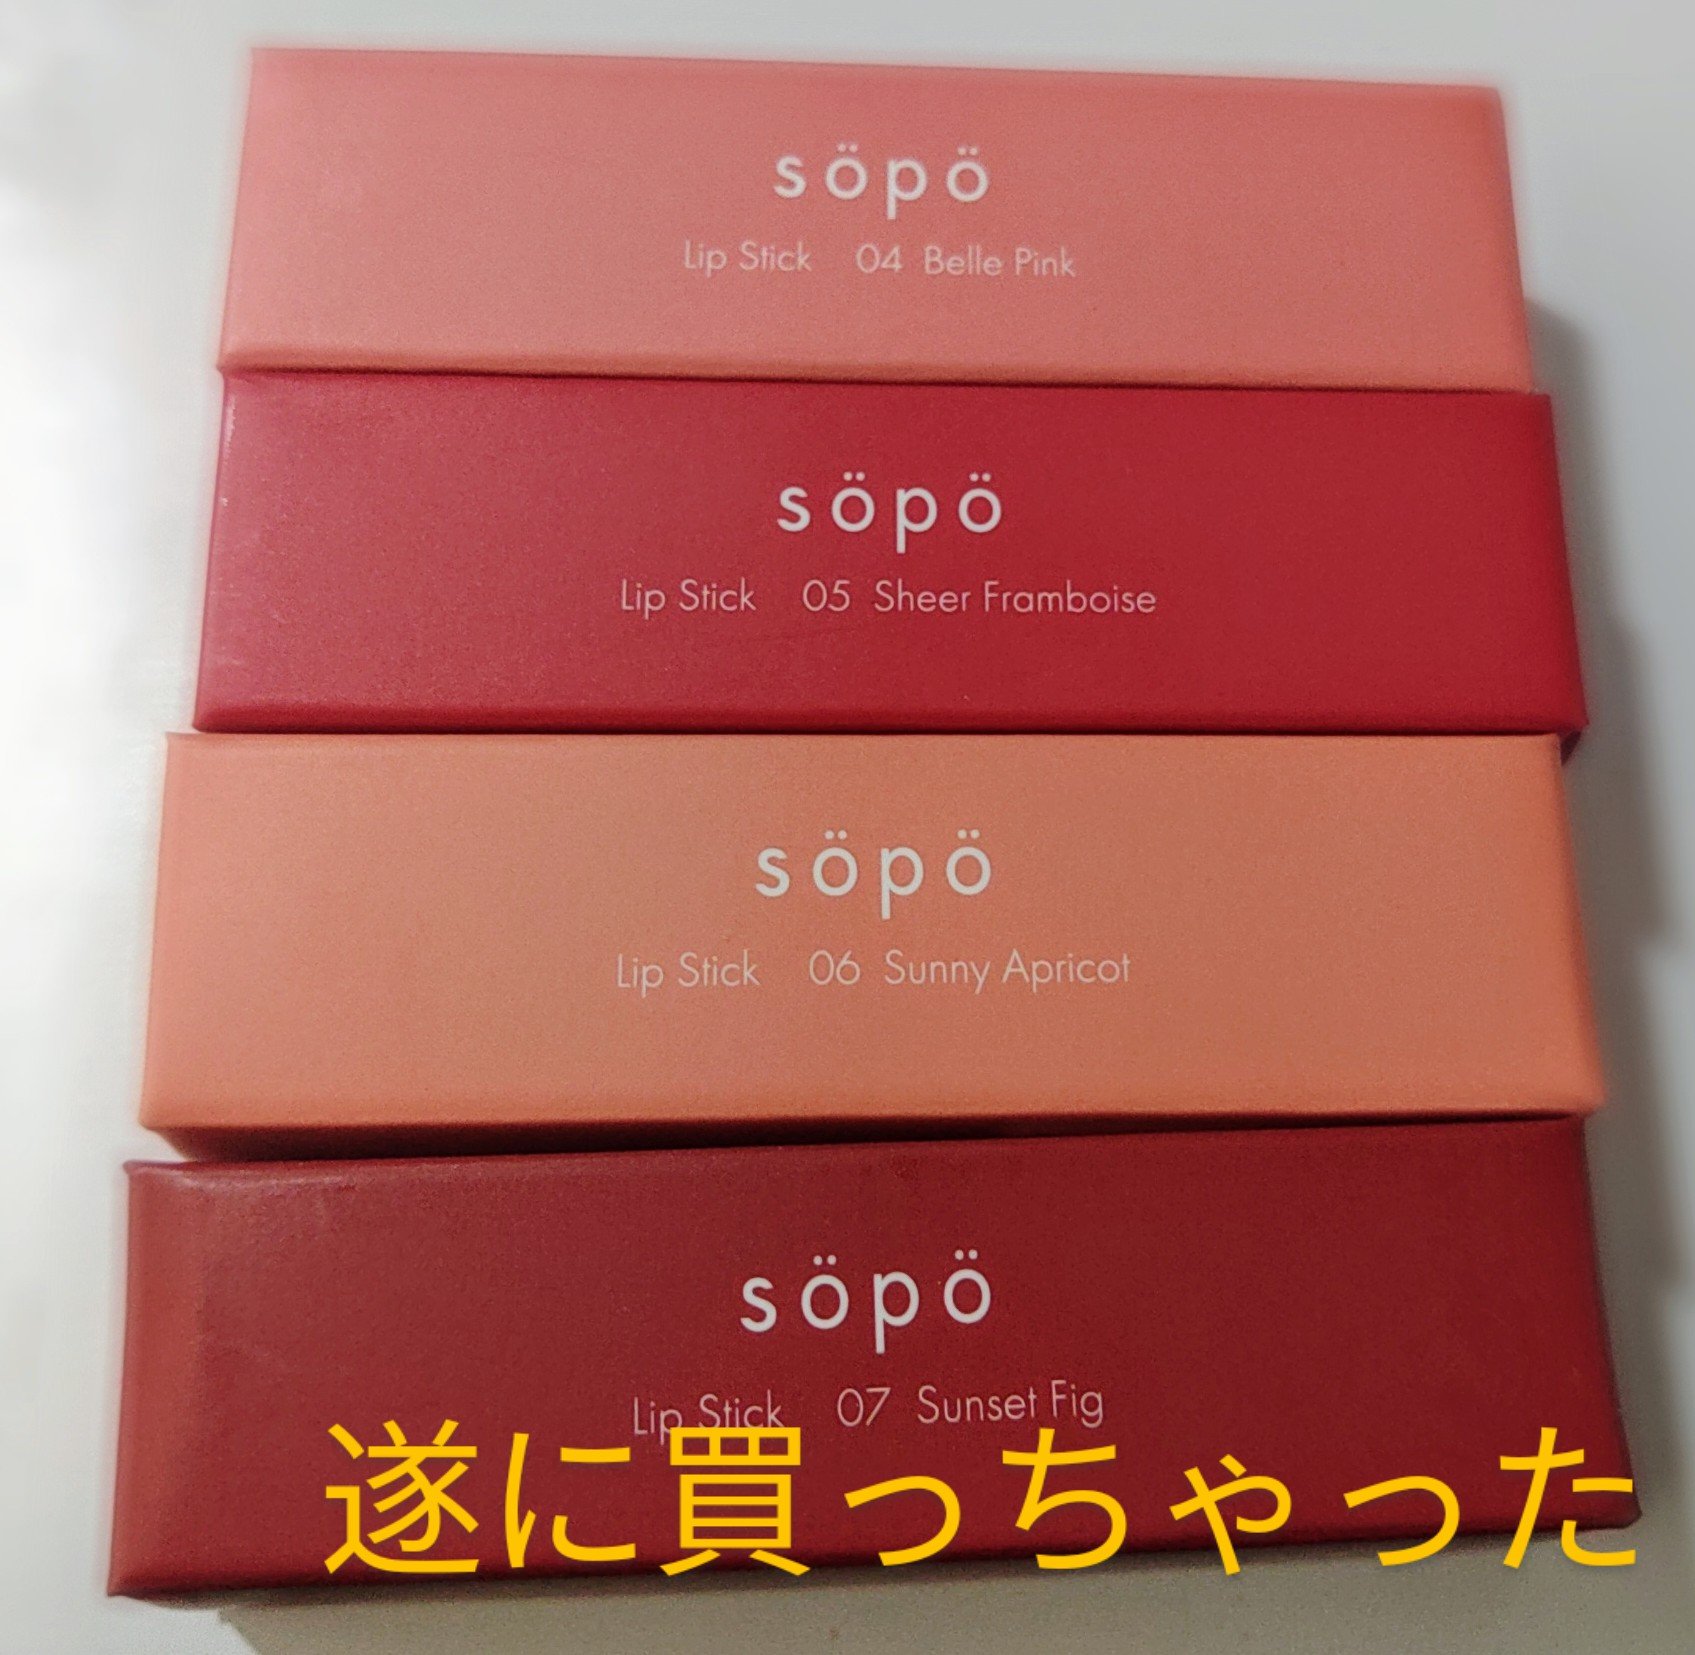 söpö
Lip Stick 04 Belle Pink
söpö
Lip Stick 05 Sheer Framboise
söpö
Lip Stick 06 Sunny Apricot
söpö
Lip Stick 07 Sunset Fig
遂に買っちゃった